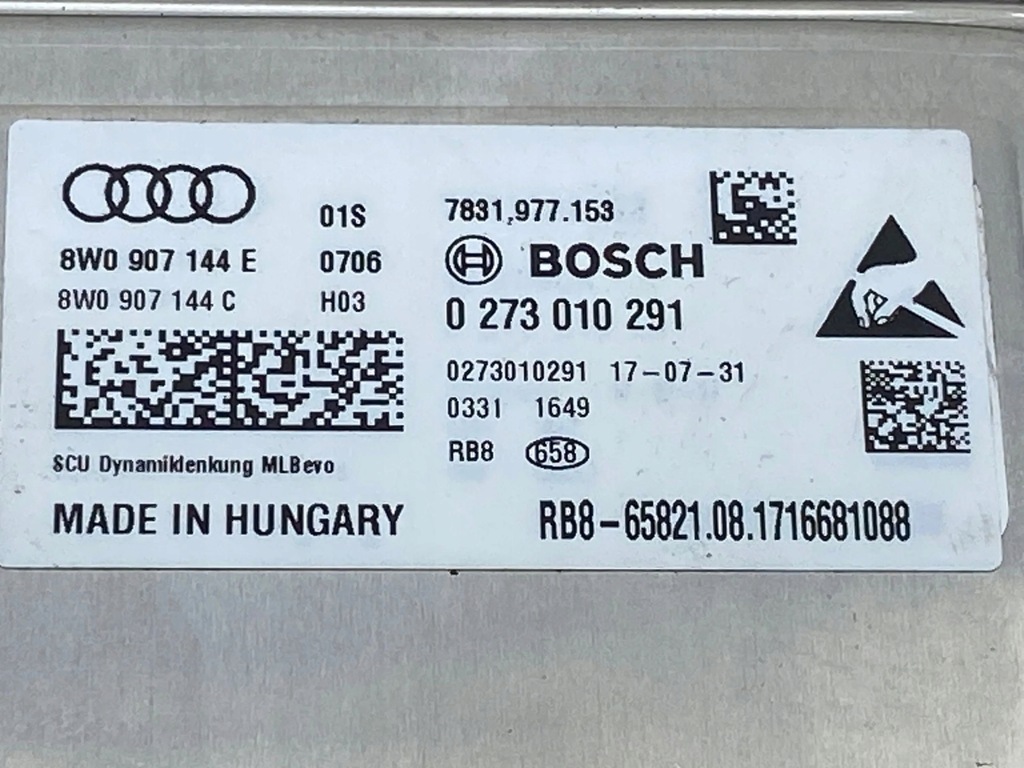 01S
8W0 907 144 E 0706
8W0 907 144 C H03
SCU Dynamiklenkung MLBevo
MADE IN HUNGARY
7831,977.153
BOSCH
0 273 010 291
0273010291 17-07-31
0331 1649
RB8 658
RB8-65821.08.1716681088